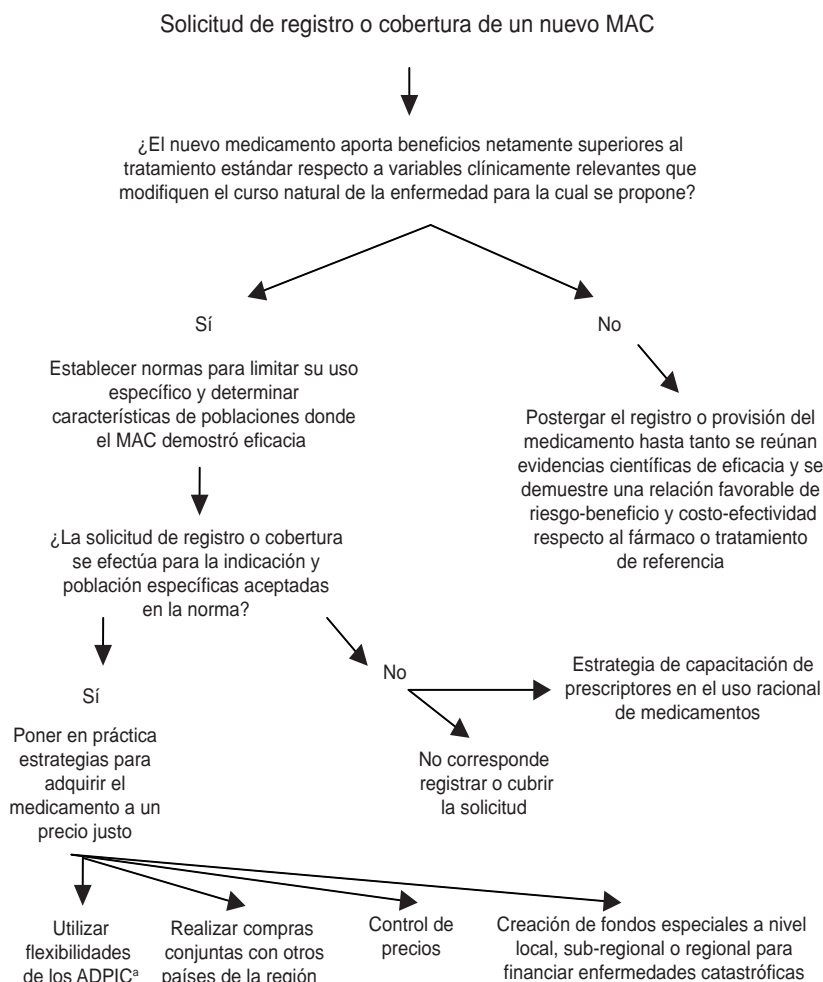 Solicitud de registro o cobertura de un nuevo MAC
¿El nuevo medicamento aporta beneficios netamente superiores al
tratamiento estándar respecto a variables clínicamente relevantes que
modifiquen el curso natural de la enfermedad para la cual se propone?
Sí
Establecer normas para limitar su uso
específico y determinar
características de poblaciones donde
el MAC demostró eficacia
No
Postergar el registro o provisión del
medicamento hasta tanto se reúnan
evidencias científicas de eficacia y se
demuestre una relación favorable de
riesgo-beneficio y costo-efectividad
respecto al fármaco o tratamiento
de referencia
¿La solicitud de registro o cobertura
se efectúa para la indicación y
población específicas aceptadas
en la norma?
Sí
Poner en práctica
estrategias para
adquirir el
medicamento a un
precio justo
No
Estrategia de capacitación de
prescriptores en el uso racional
de medicamentos
No corresponde
registrar o cubrir
la solicitud
Utilizar
flexibilidades
de los ADPICª
Realizar compras
conjuntas con otros
países de la región
Control de
precios
Creación de fondos especiales a nivel
local, sub-regional o regional para
financiar enfermedades catastróficas